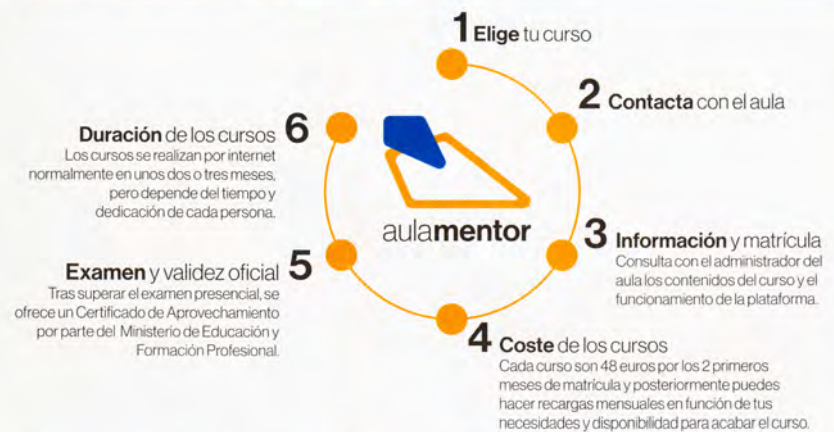 1 Elige tu curso
2 Contacta con el aula
3 Información y matrícula
Consulta con el administrador del
aula los contenidos del curso y el
funcionamiento de la plataforma.
4 Coste de los cursos
Cada curso son 48 euros por los 2 primeros
meses de matrícula y posteriormente puedes
hacer recargas mensuales en función de tus
necesidades y disponibilidad para acabar el curso.
Examen y validez oficial 5
Tras superar el examen presencial, se
ofrece un Certificado de Aprovechamiento
por parte del Ministerio de Educación y
Formación Profesional.
Duración de los cursos 6
Los cursos se realizan por internet
normalmente en unos dos o tres meses,
pero depende del tiempo y
dedicación de cada persona.
aulamentor